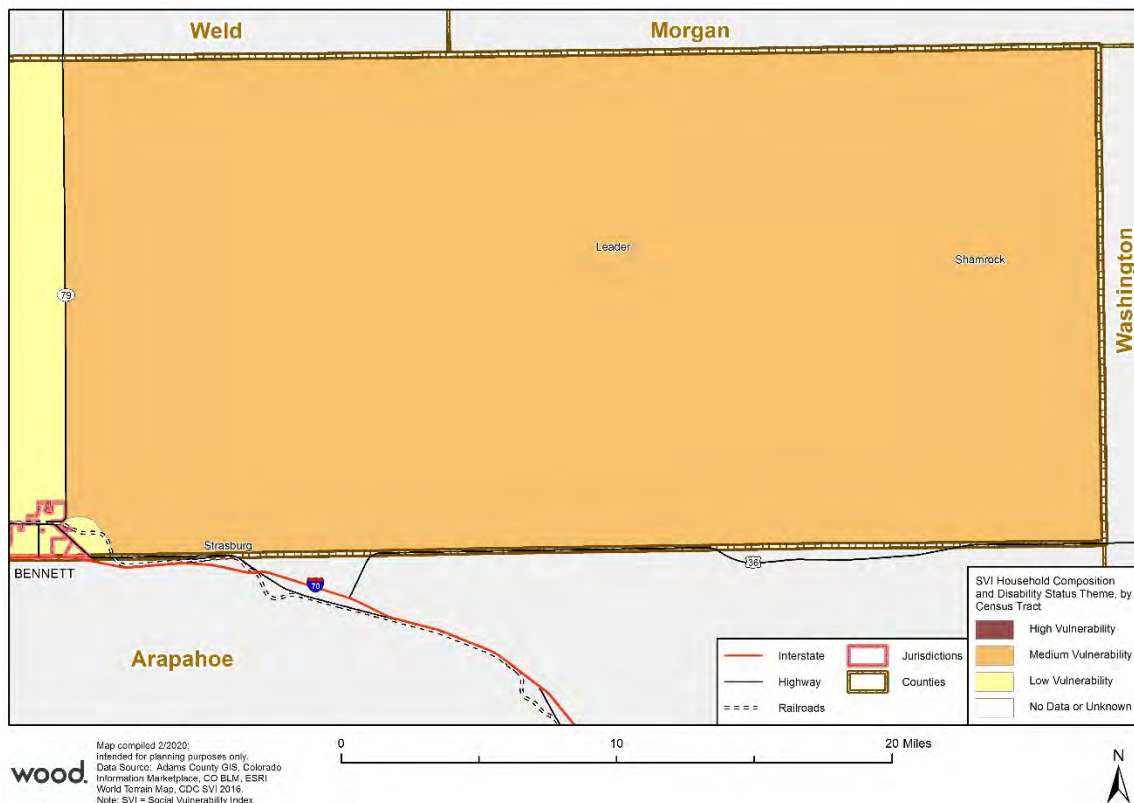 Weld
Morgan
Washington
Leader
Shamrock
79
Strasburg
BENNETT
70
36
Arapahoe
SVI Household Composition
and Disability Status Theme, by
Census Tract
High Vulnerability
Medium Vulnerability
Low Vulnerability
No Data or Unknown
Interstate
Highway
Railroads
Jurisdictions
Counties
wood.
Map compiled 2/2020;
intended for planning purposes only.
Data Source: Adams County GIS, Colorado
Information Marketplace, CO BLM, ESRI
World Terrain Map, CDC SVI 2016.
Note: SVI = Social Vulnerability Index
0 10 20 Miles
N